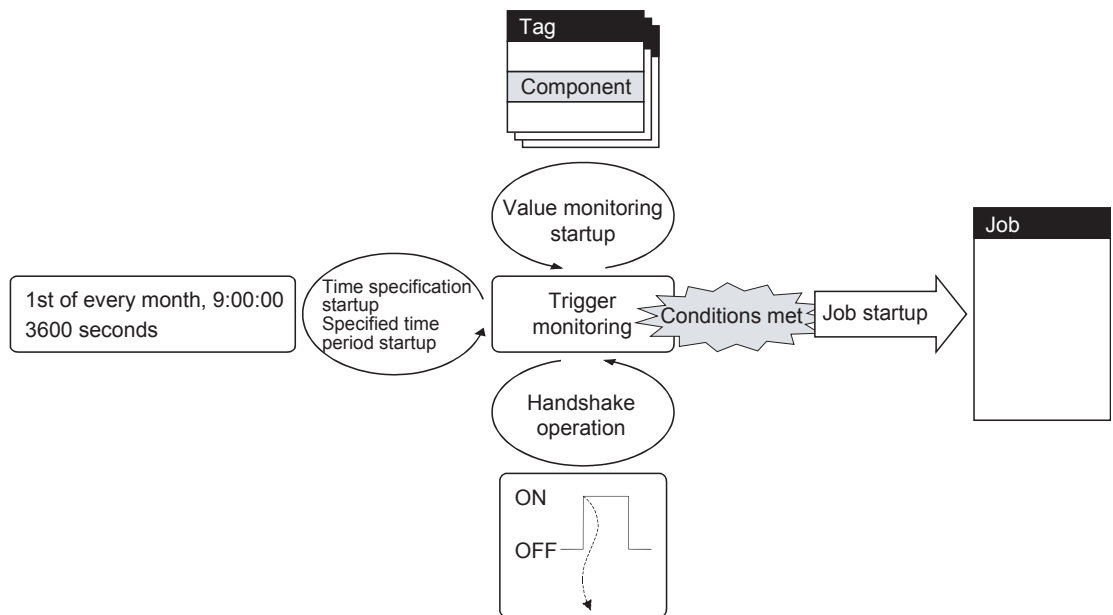 Tag
Component
Value monitoring
startup
Job
1st of every month, 9:00:00
3600 seconds
Time specification
startup
Specified time
period startup
Trigger
monitoring
Conditions met
Job startup
Handshake
operation
ON
OFF